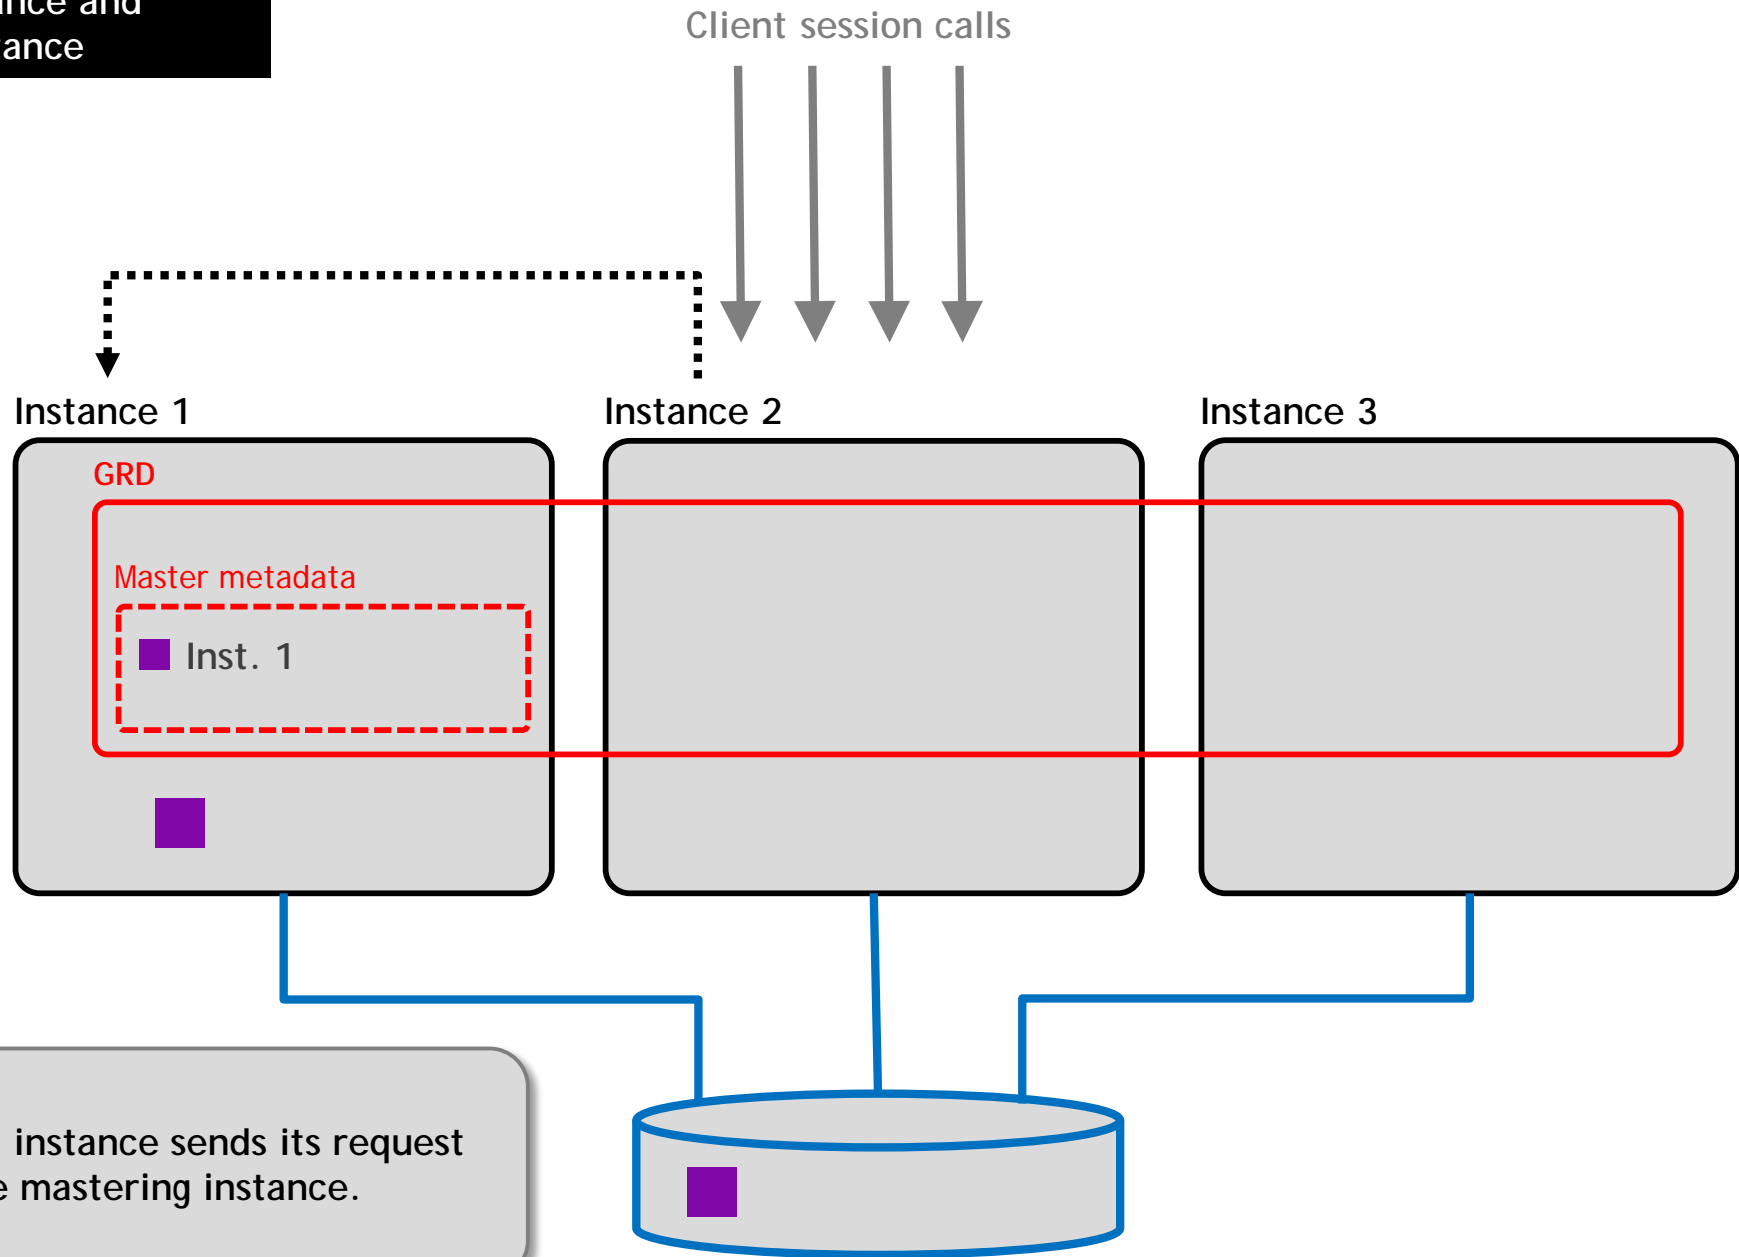 and
Client session calls
Instance 1
Instance 2
Instance 3
GRD
Master metadata
Inst. 1
instance sends its request
mastering instance.